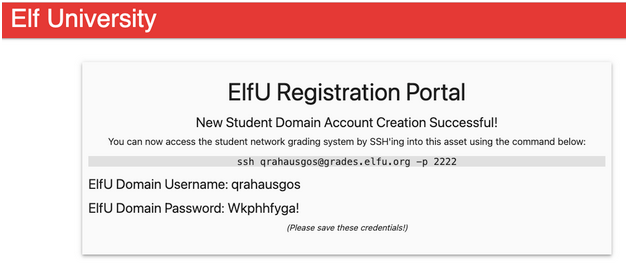 Elf University
ElfU Registration Portal
New Student Domain Account Creation Successful!
You can now access the student network grading system by SSH'ing into this asset using the command below:
ssh qrahausgos@grades.elfu.org -p 2222
ElfU Domain Username: qrahausgos
ElfU Domain Password: Wkphhfyga!
(Please save these credentials!)